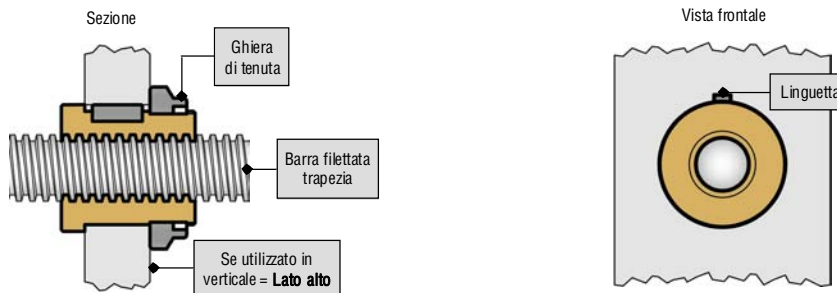 Sezione
Vista frontale
Ghiera
di tenuta
Linguetta
Barra filettata
trapezia
Se utilizzato in
verticale = Lato alto